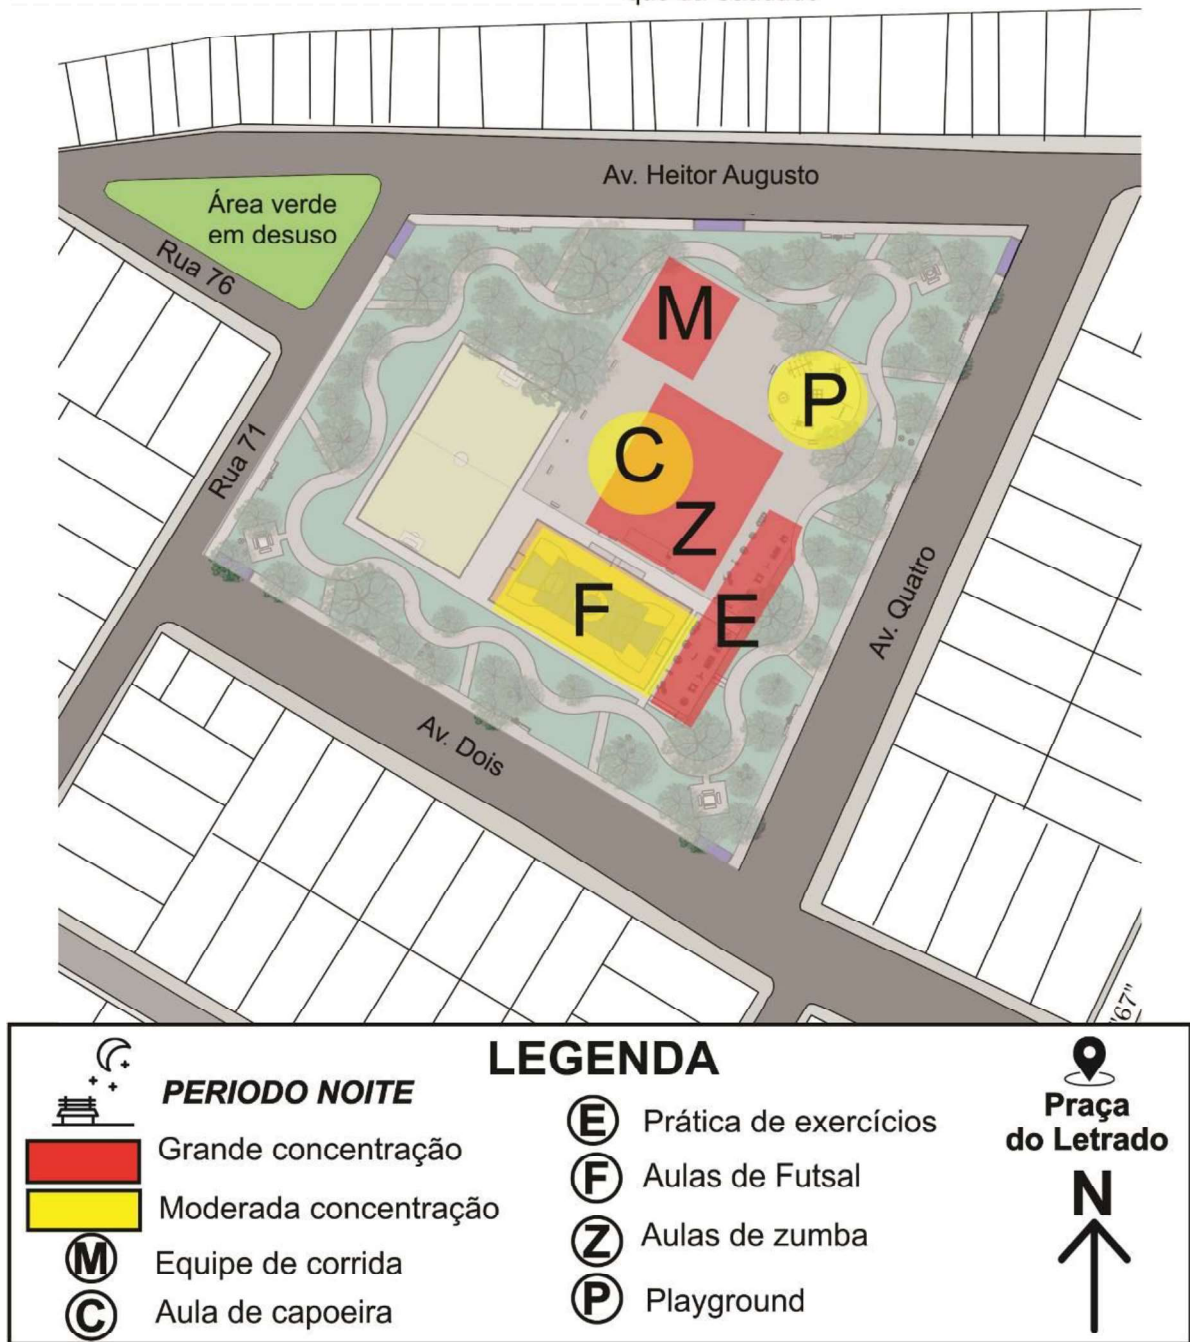 Av. Heitor Augusto
Área verde
em desuso
Rua 76
M
P
C
Rua 71
Z
F
E
Av. Quatro
Av. Dois
"67"
LEGENDA
PERIODO NOITE
Grande concentração
Moderada concentração
M Equipe de corrida
C Aula de capoeira
E Prática de exercícios
F Aulas de Futsal
Z Aulas de zumba
P Playground
Praça
do Letrado
N